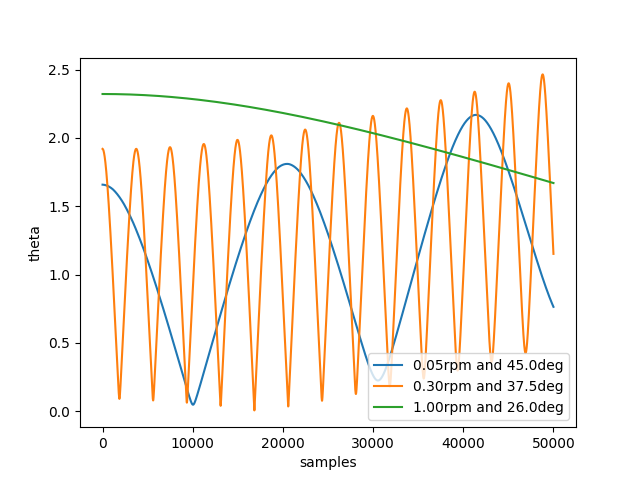 2.5
2.0
1.5
1.0
0.5
0.0
theta
0
10000
20000
30000
40000
50000
samples
0.05rpm and 45.0deg
0.30rpm and 37.5deg
1.00rpm and 26.0deg